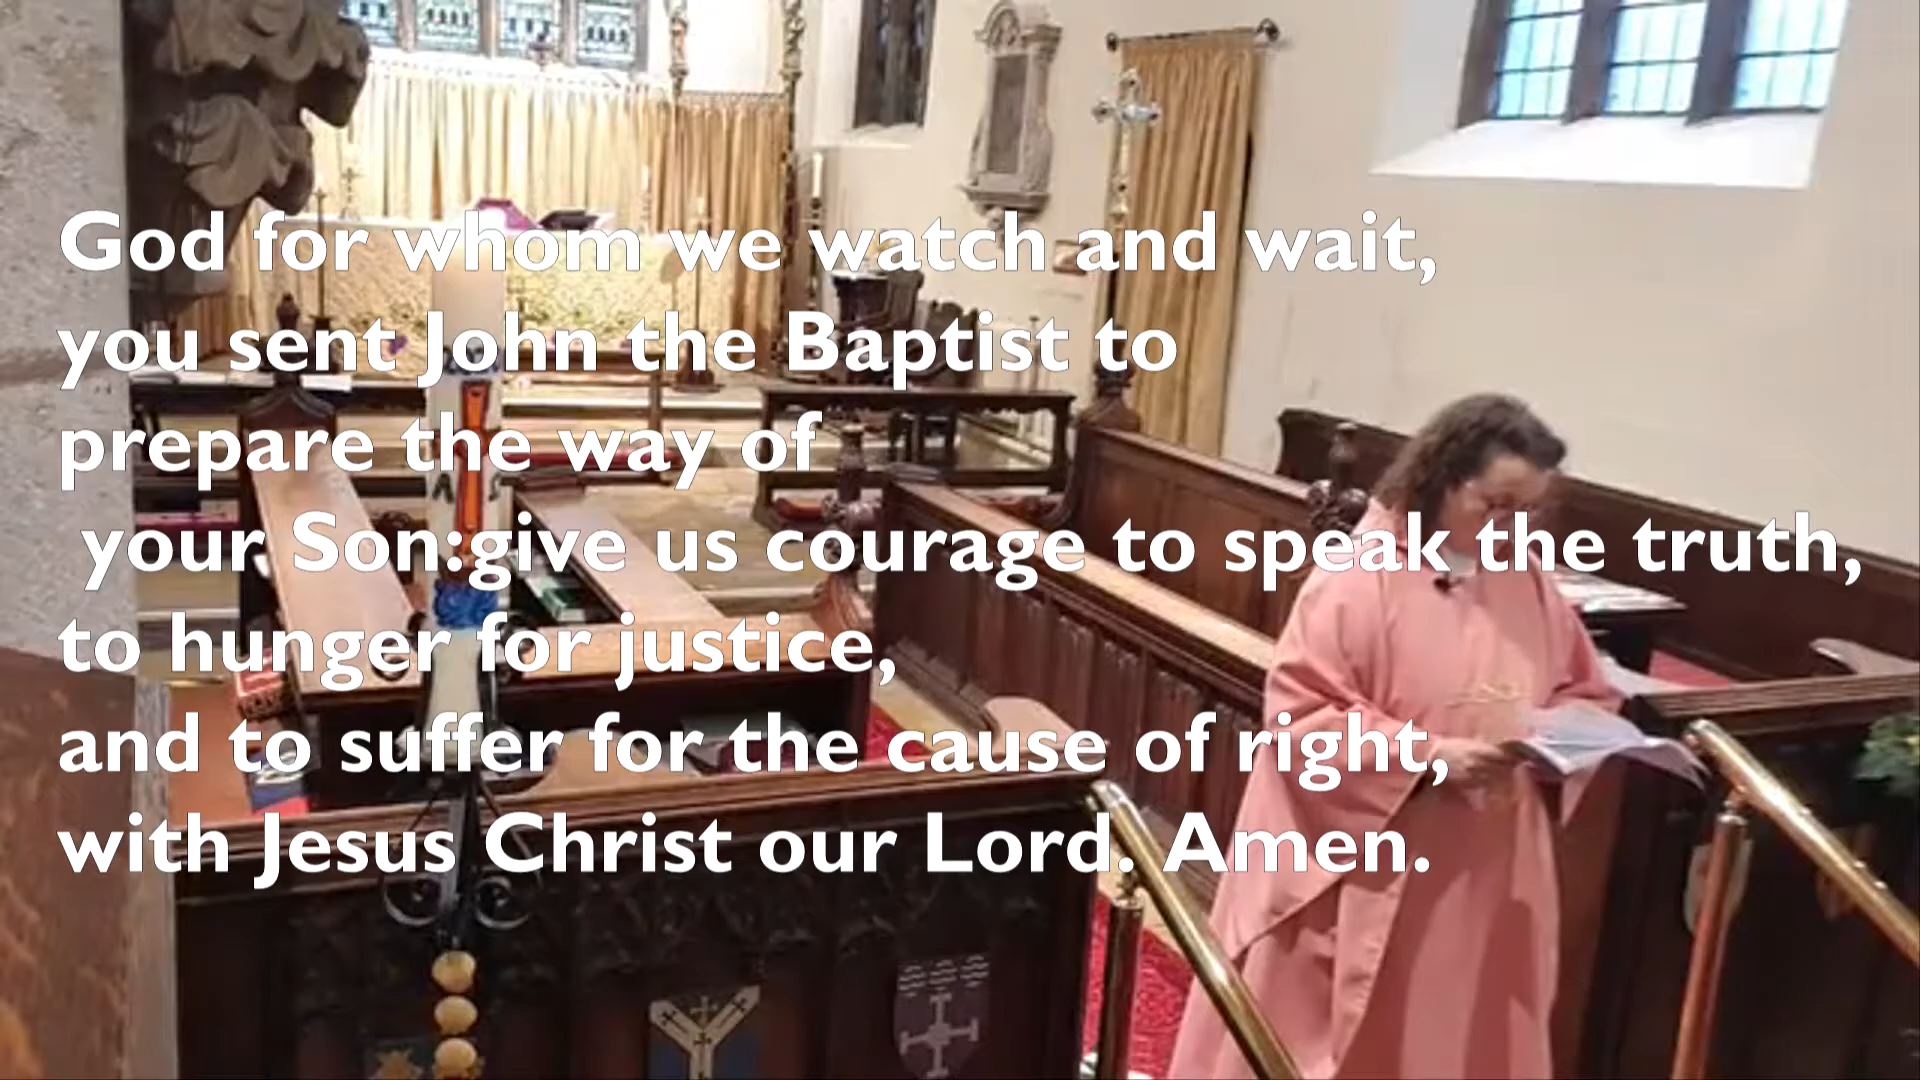 God for whom we watch and wait,
you sent John the Baptist to
prepare the way of
your Son:give us courage to speak the truth,
to hunger for justice,
and to suffer for the cause of right,
with Jesus Christ our Lord. Amen.